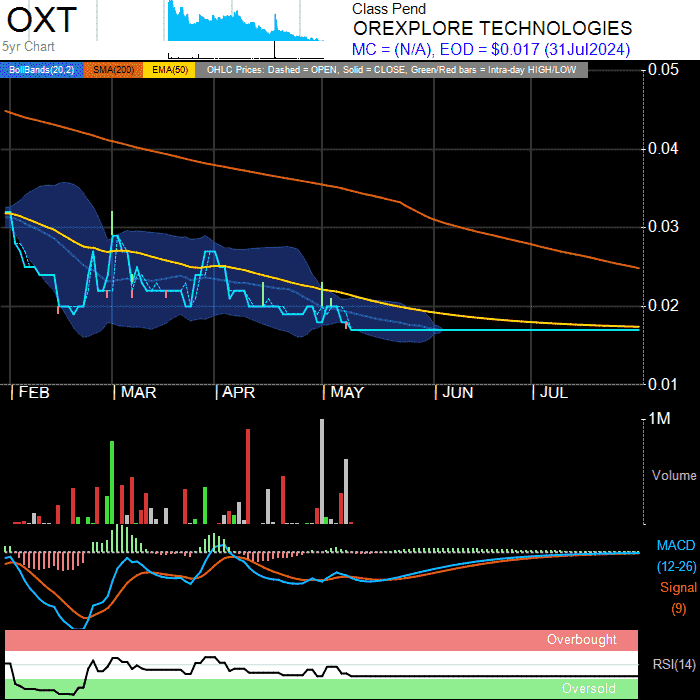 OXT
5yr Chart
Class Pend
OREXPLORE TECHNOLOGIES
MC = (N/A), EOD = $0.017 (31Jul2024)
BollBands(20,2) SMA(200) EMA(50) OHLC Prices: Dashed = OPEN, Solid = CLOSE, Green/Red bars = Intra-day HIGH/LOW
0.05
0.04
0.03
0.02
0.01
FEB MAR APR MAY JUN JUL
1M
Volume
MACD
(12-26)
Signal
(9)
Overbought
RSI(14)
Oversold